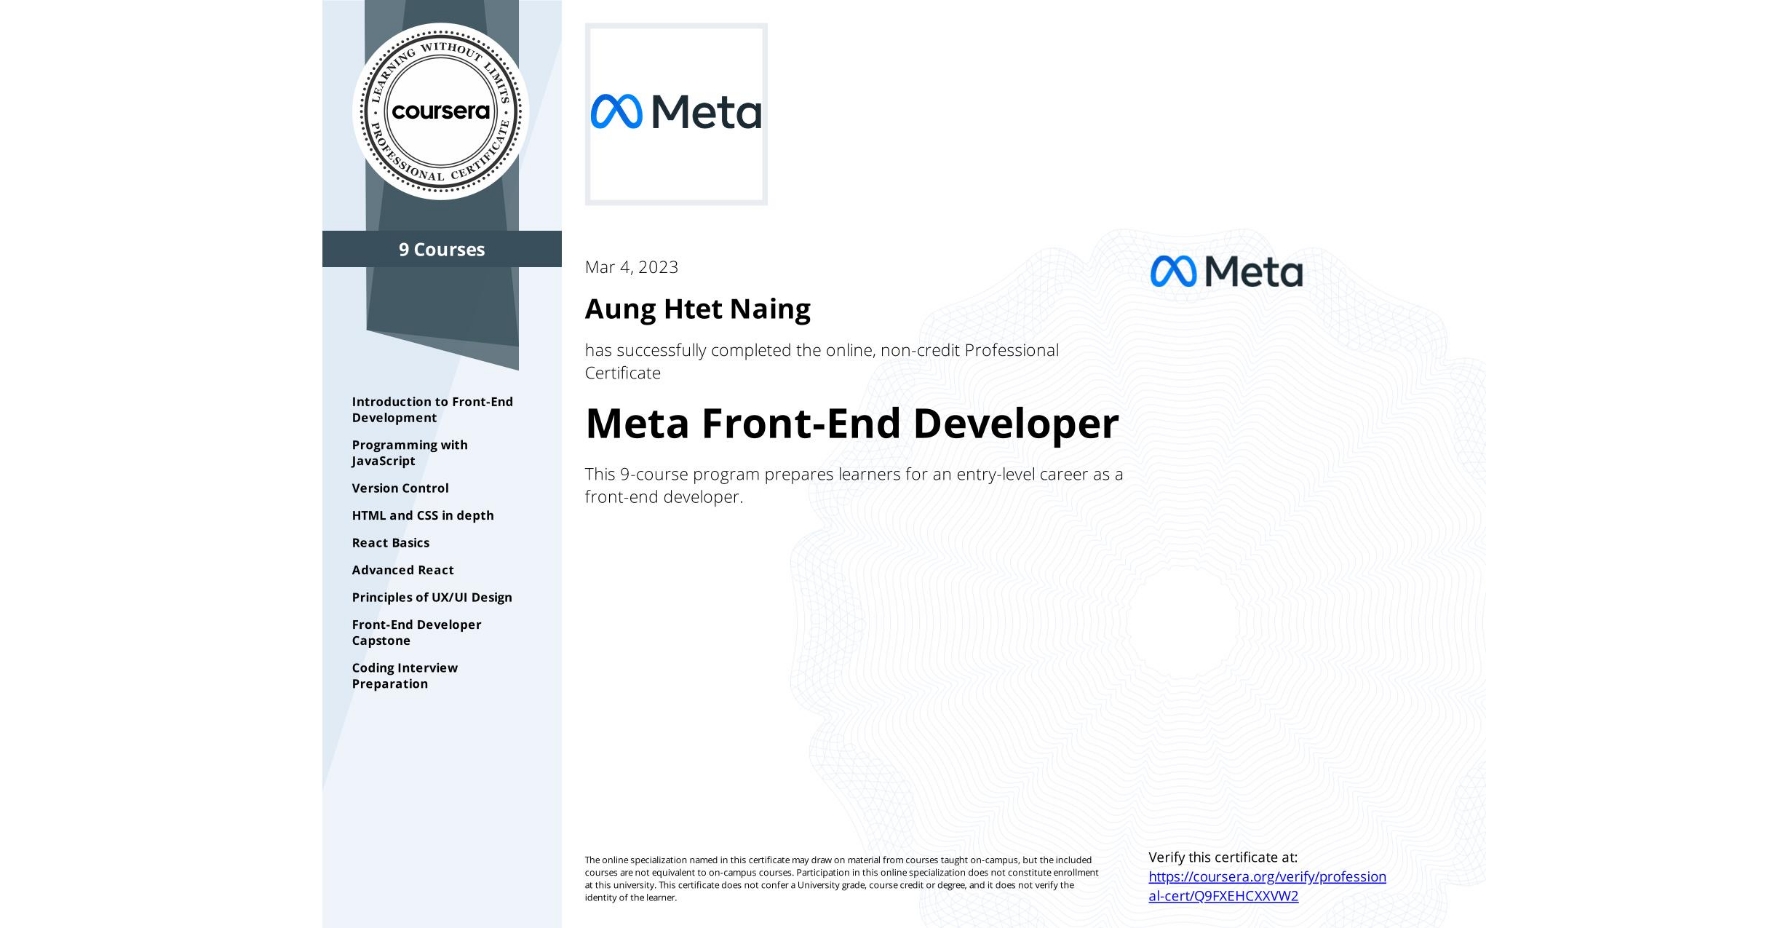 LEARNING WITHOUT LIMITS
coursera
PROFESSIONAL CERTIFICATE
9 Courses
Introduction to Front-End
Development
Programming with
JavaScript
Version Control
HTML and CSS in depth
React Basics
Advanced React
Principles of UX/UI Design
Front-End Developer
Capstone
Coding Interview
Preparation
Meta
Mar 4, 2023
Aung Htet Naing
has successfully completed the online, non-credit Professional
Certificate
Meta Front-End Developer
This 9-course program prepares learners for an entry-level career as a
front-end developer.
Meta
The online specialization named in this certificate may draw on material from courses taught on-campus, but the included
courses are not equivalent to on-campus courses. Participation in this online specialization does not constitute enrollment
at this university. This certificate does not confer a University grade, course credit or degree, and it does not verify the
identity of the learner.
Verify this certificate at:
https://coursera.org/verify/profession
al-cert/Q9FXEHCXXVW2